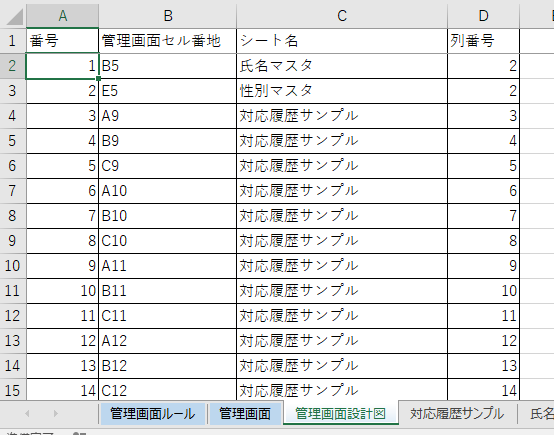 A B C D
1 番号 管理画面セル番地 シート名 列番号
2 1 B5 氏名マスタ 2
3 2 E5 性別マスタ 2
4 3 A9 対応履歴サンプル 3
5 4 B9 対応履歴サンプル 4
6 5 C9 対応履歴サンプル 5
7 6 A10 対応履歴サンプル 6
8 7 B10 対応履歴サンプル 7
9 8 C10 対応履歴サンプル 8
10 9 A11 対応履歴サンプル 9
11 10 B11 対応履歴サンプル 10
12 11 C11 対応履歴サンプル 11
13 12 A12 対応履歴サンプル 12
14 13 B12 対応履歴サンプル 13
15 14 C12 対応履歴サンプル 14
管理画面ルール 管理画面 管理画面設計図 対応履歴サンプル 氏名